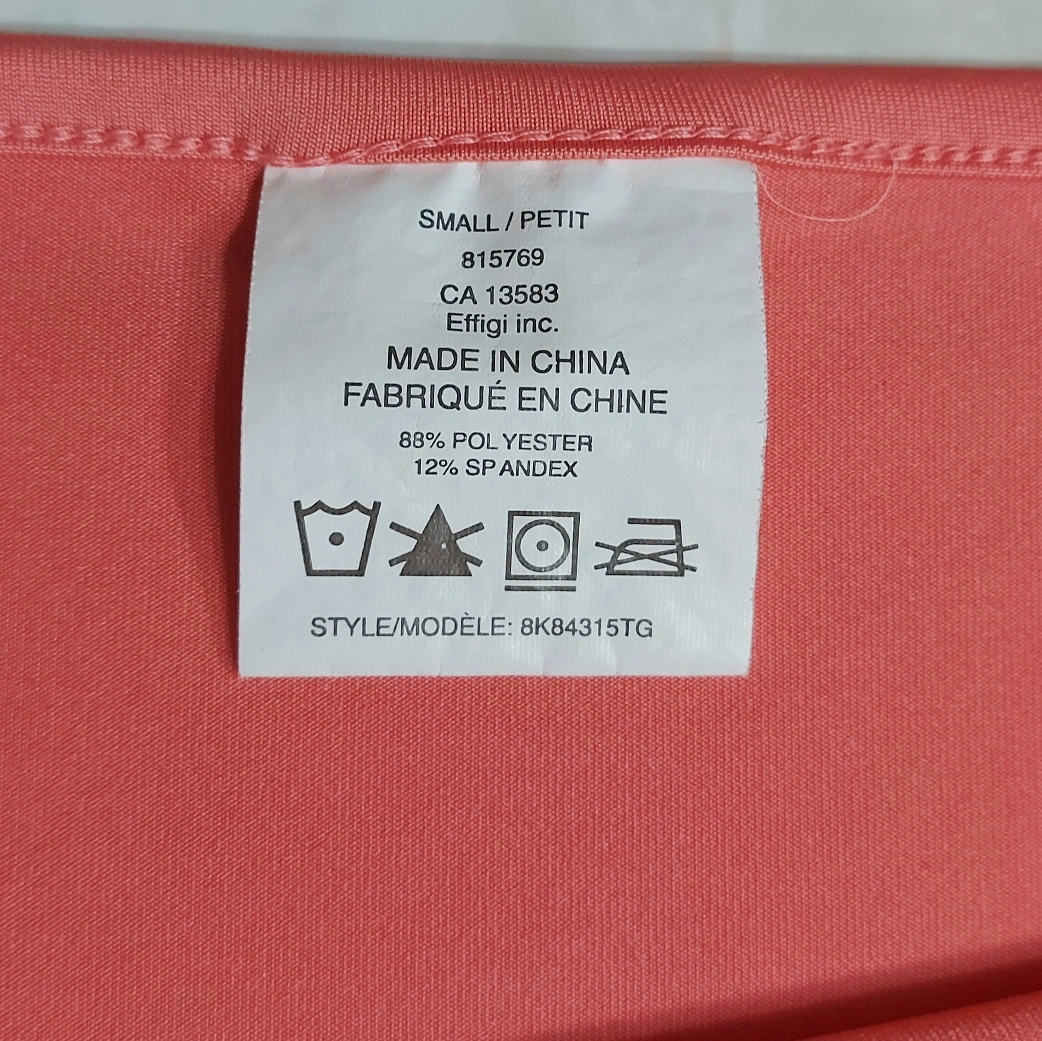 SMALL / PETIT
815769
CA 13583
Effigi inc.
MADE IN CHINA
FABRIQUÉ EN CHINE
88% POLYESTER
12% SPANDEX
STYLE/MODÈLE: 8K84315TG